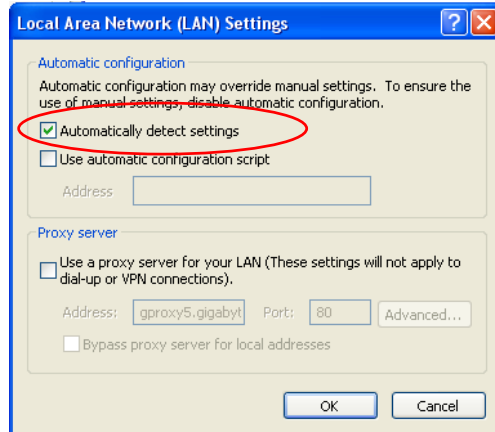 Local Area Network (LAN) Settings
Automatic configuration
Automatic configuration may override manual settings. To ensure the
use of manual settings, disable automatic configuration.
Automatically detect settings
Use automatic configuration script
Address
Proxy server
Use a proxy server for your LAN (These settings will not apply to
dial-up or VPN connections).
Address: gproxy5.gigabyt Port: 80 Advanced...
Bypass proxy server for local addresses
OK Cancel